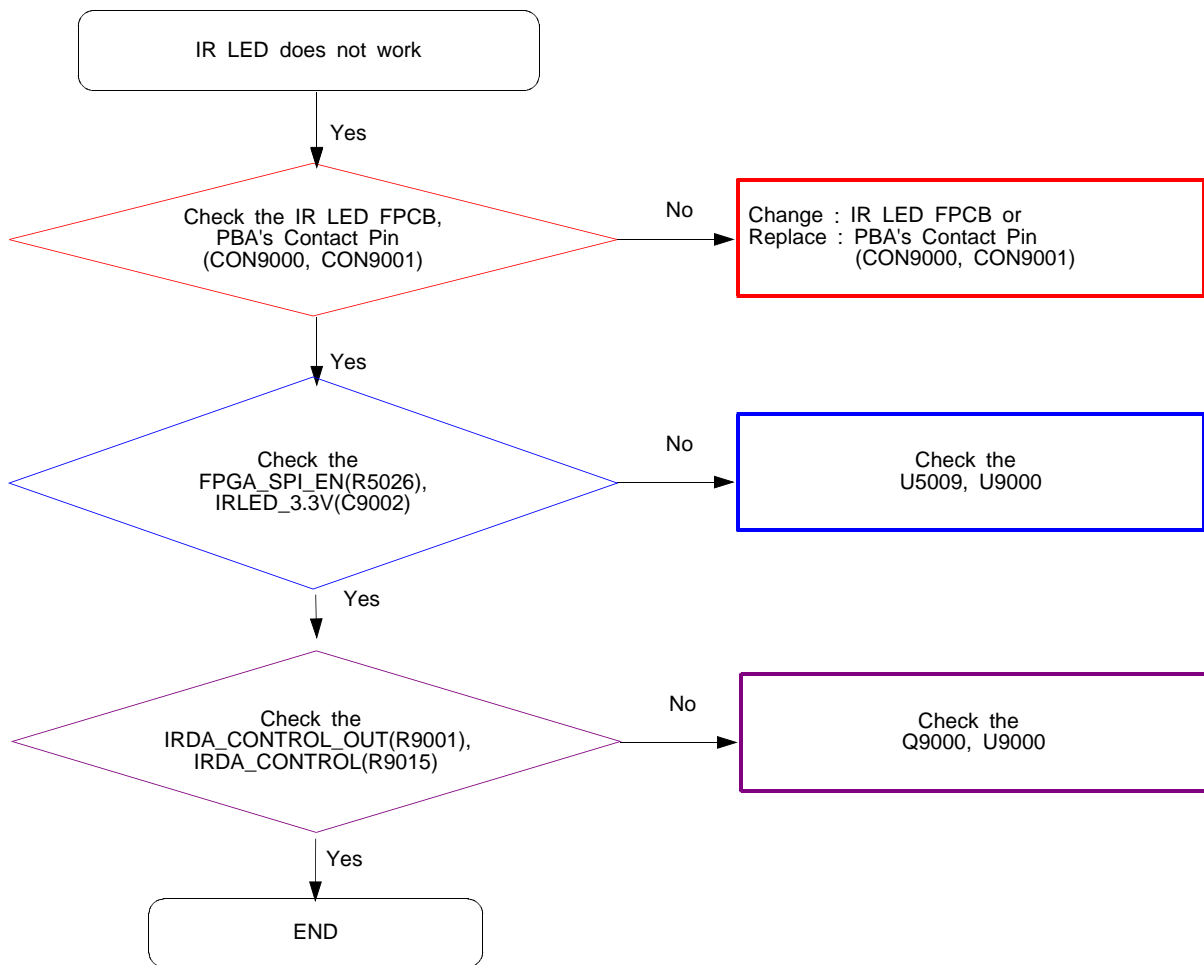 IR LED does not work
Yes
Check the IR LED FPCB,
PBA's Contact Pin
(CON9000, CON9001)
No
Change : IR LED FPCB or
Replace : PBA's Contact Pin
(CON9000, CON9001)
Yes
Check the
FPGA_SPI_EN(R5026),
IRLED_3.3V(C9002)
No
Check the
U5009, U9000
Yes
Check the
IRDA_CONTROL_OUT(R9001),
IRDA_CONTROL(R9015)
No
Check the
Q9000, U9000
Yes
END